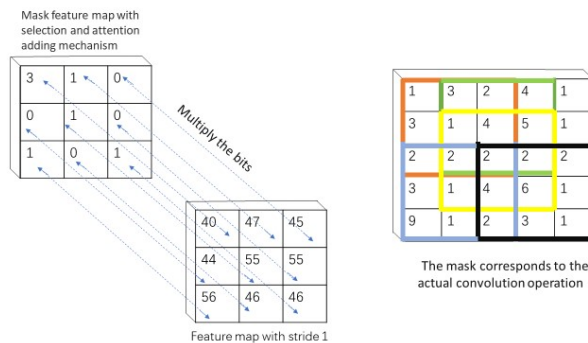 Mask feature map with
selection and attention
adding mechanism
3 1 0
0 1 0
1 0 1
Multiply the bits
40 47 45
44 55 55
56 46 46
Feature map with stride 1
1 3 2 4 1
3 1 4 5 1
2 2 2 2 2
3 1 4 6 1
9 1 2 3 1
The mask corresponds to the
actual convolution operation